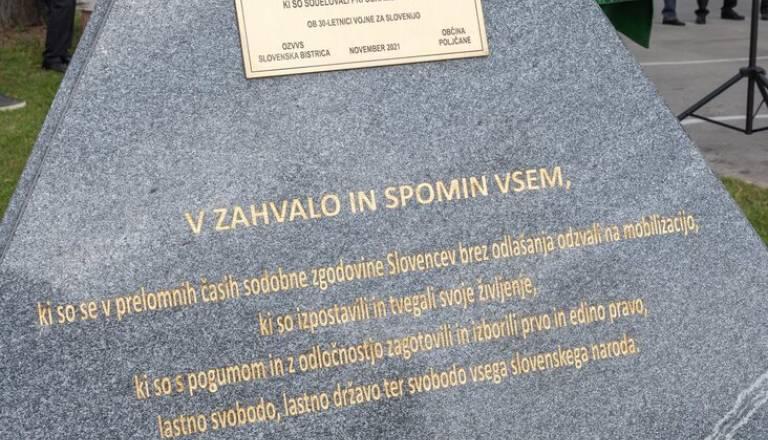 KI SO SODELOVALI PRI
OB 30-LETNICI VOJNE ZA SLOVENIJO
OZVVS
SLOVENSKA BISTRICA
NOVEMBER 2021
OBČINA
POLJČANE
V ZAHVALO IN SPOMIN VSEM,
ki so se v prelomnih časih sodobne zgodovine Slovencev brez odlašanja odzvali na mobilizacijo,
ki so izpostavili in tvegali svoje življenje,
ki so s pogumom in z odločnostjo zagotovili in izborili prvo in edino pravo,
lastno svobodo, lastno državo ter svobodo vsega slovenskega naroda.